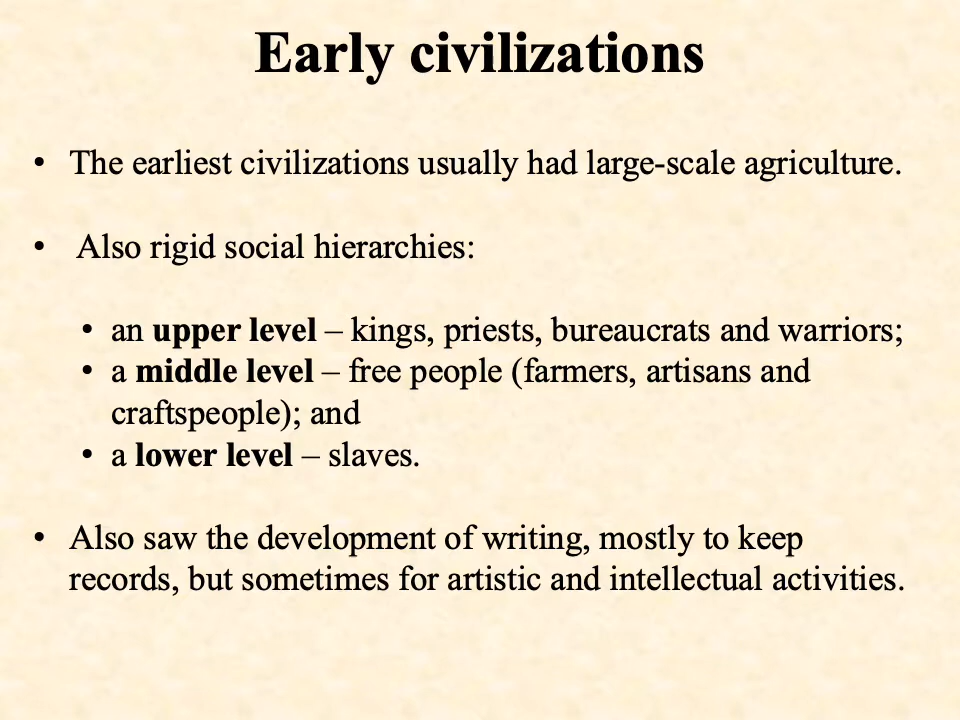 Early civilizations
• The earliest civilizations usually had large-scale agriculture.
• Also rigid social hierarchies:
• an upper level – kings, priests, bureaucrats and warriors;
• a middle level – free people (farmers, artisans and
craftspeople); and
• a lower level – slaves.
• Also saw the development of writing, mostly to keep
records, but sometimes for artistic and intellectual activities.